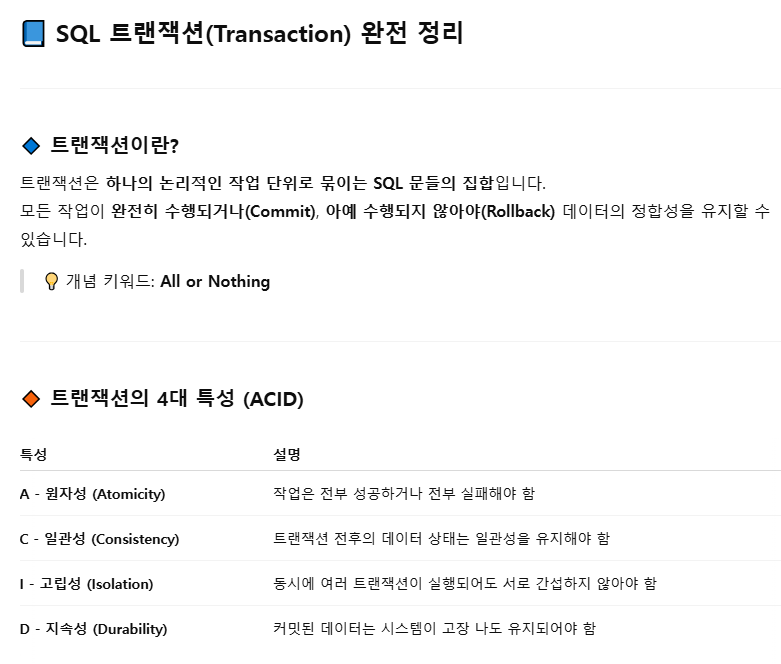 📘 SQL 트랜잭션(Transaction) 완전 정리
🔷 트랜잭션이란?
트랜잭션은 하나의 논리적인 작업 단위로 묶이는 SQL 문들의 집합입니다.
모든 작업이 완전히 수행되거나(Commit), 아예 수행되지 않아야(Rollback) 데이터의 정합성을 유지할 수
있습니다.
💡 개념 키워드: All or Nothing
🔶 트랜잭션의 4대 특성 (ACID)
특성 설명
A - 원자성 (Atomicity) 작업은 전부 성공하거나 전부 실패해야 함
C - 일관성 (Consistency) 트랜잭션 전후의 데이터 상태는 일관성을 유지해야 함
I - 고립성 (Isolation) 동시에 여러 트랜잭션이 실행되어도 서로 간섭하지 않아야 함
D - 지속성 (Durability) 커밋된 데이터는 시스템이 고장 나도 유지되어야 함